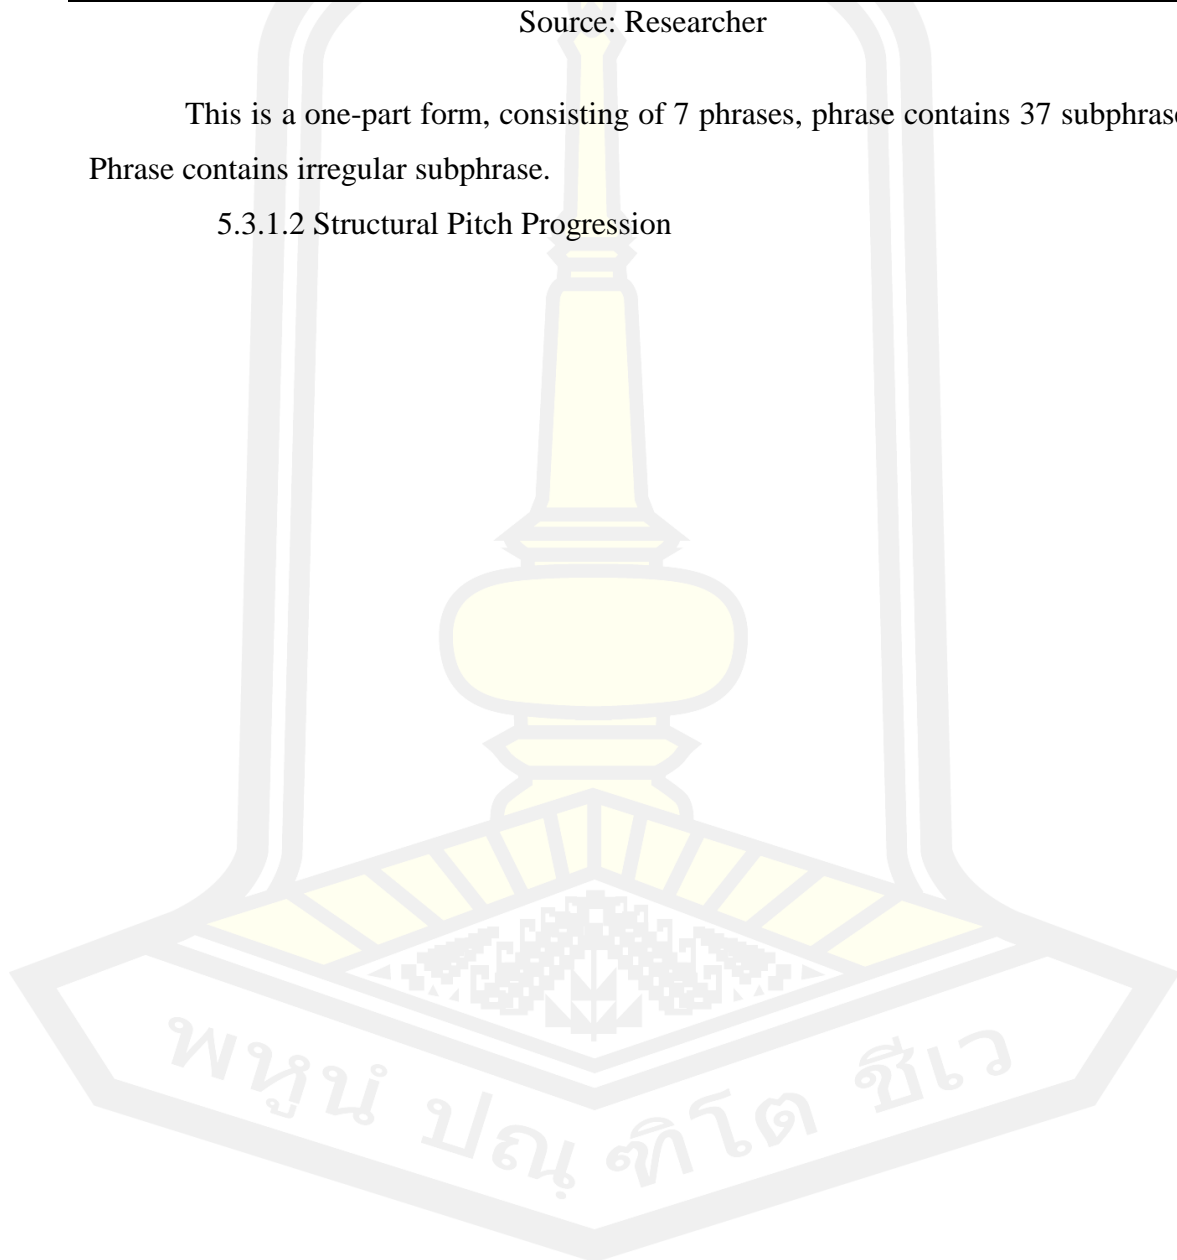 Source: Researcher
This is a one-part form, consisting of 7 phrases, phrase contains 37 subphrase
Phrase contains irregular subphrase.
5.3.1.2 Structural Pitch Progression
พหูนํ ปณฺฑิโต ชีเว